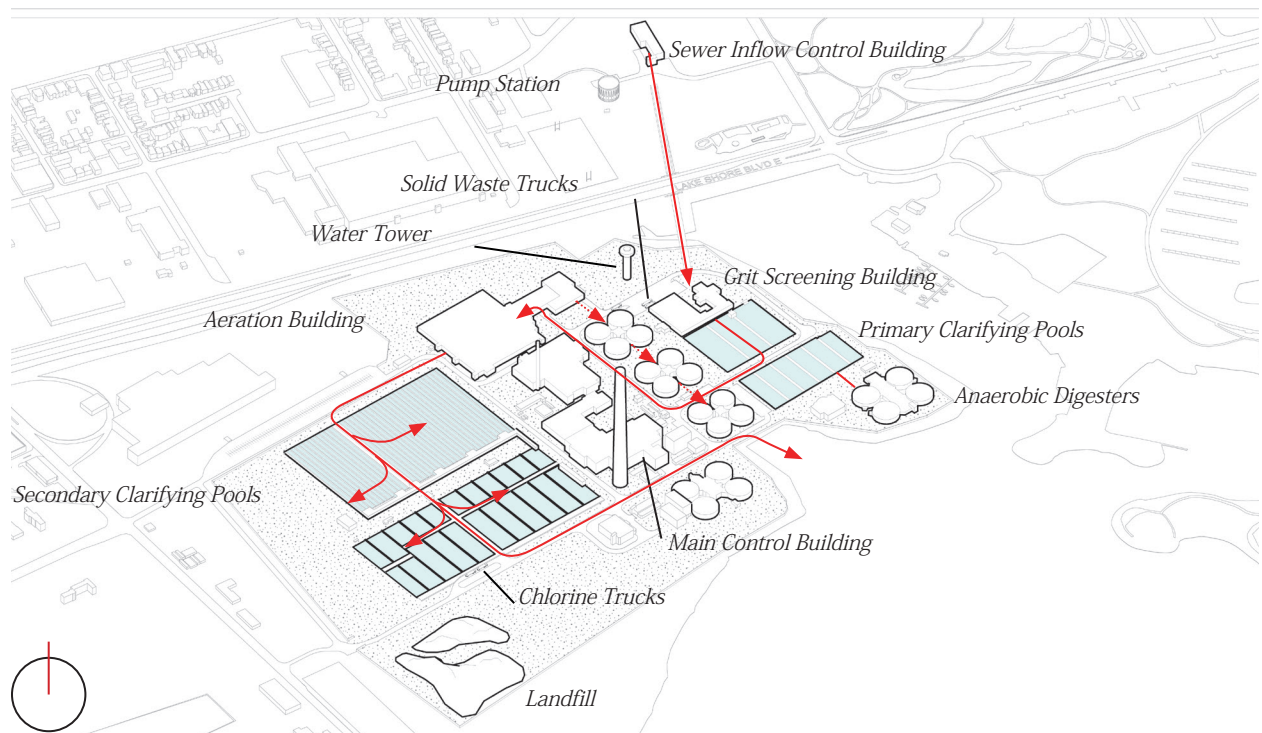 Sewer Inflow Control Building
Pump Station
Solid Waste Trucks
LAKE SHORE BLVD E
Water Tower
Grit Screening Building
Aeration Building
Primary Clarifying Pools
Anaerobic Digesters
Secondary Clarifying Pools
Main Control Building
Chlorine Trucks
Landfill